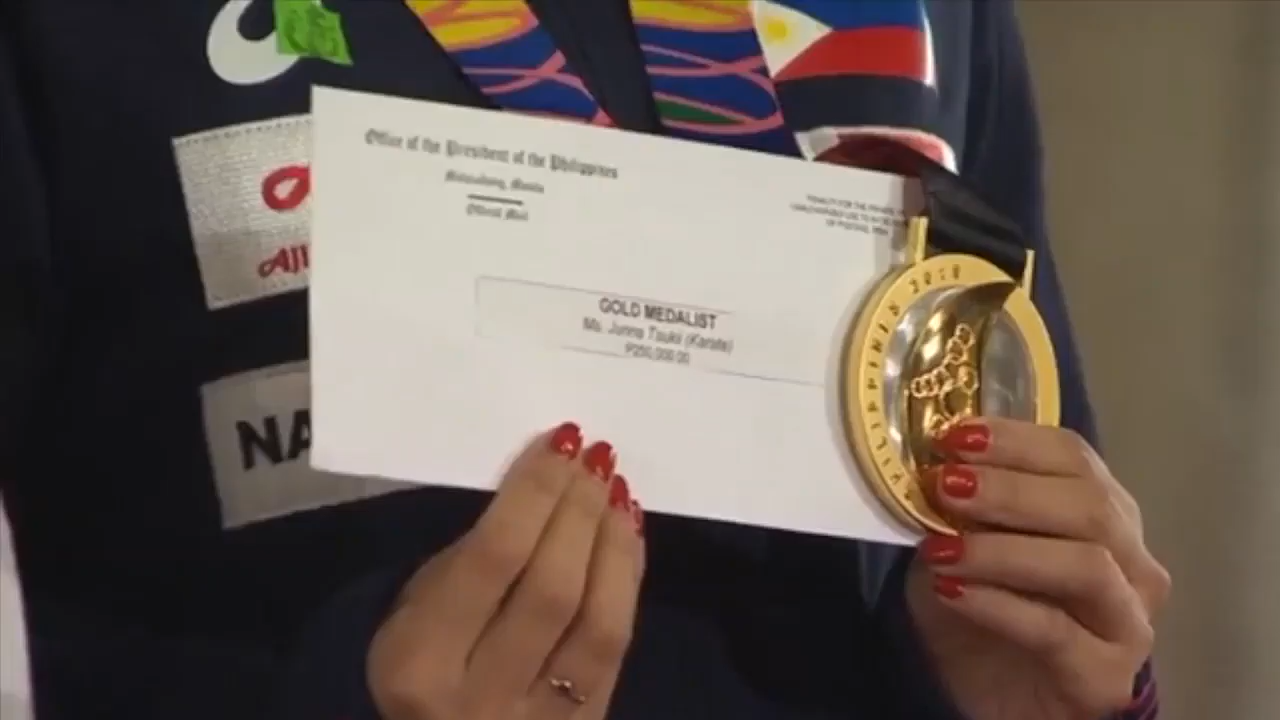 Office of the President of the Philippines
Malacañang, Manila
Official Mail
GOLD MEDALIST
Ms. Junna Tsukii (Karate)
₱250,000.00
PHILIPPINES 2019
AJI
NA